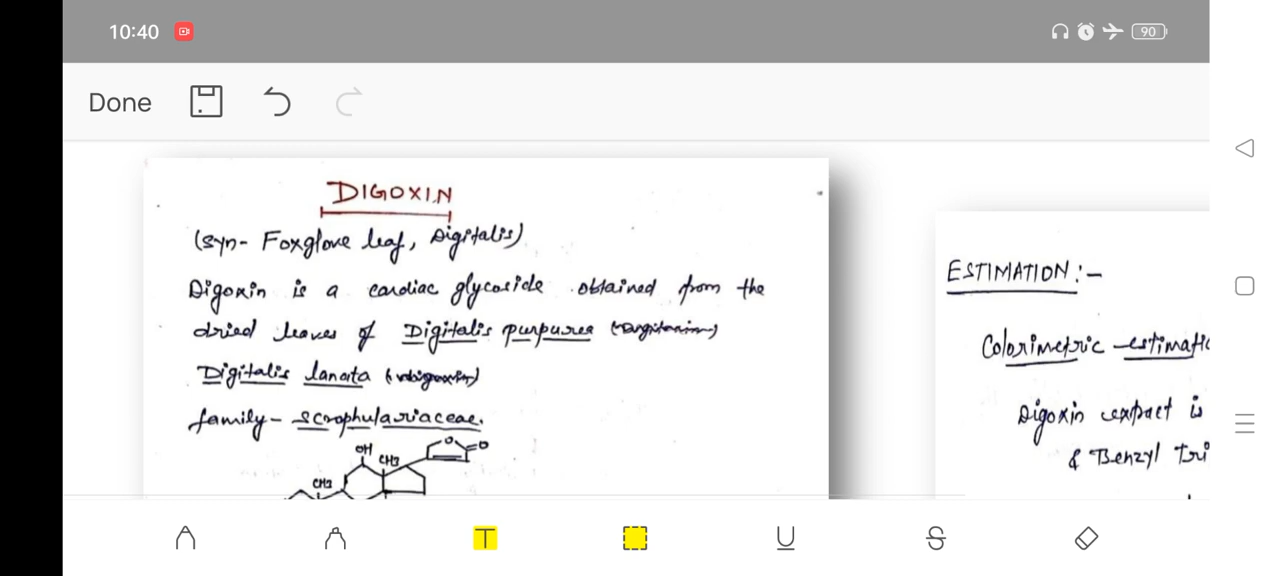 10:40
90
Done
DIGOXIN
(syn- Foxglove leaf, Digitalis)
Digoxin is a cardiac glycoside obtained from the
dried leaves of Digitalis purpurea
Digitalis lanata
family- scrophulariaceae.
OH
CH3
O
O
CH3
ESTIMATION:-
Colorimetric estimatic
Digoxin extract is
& Benzyl tri
T
U
S